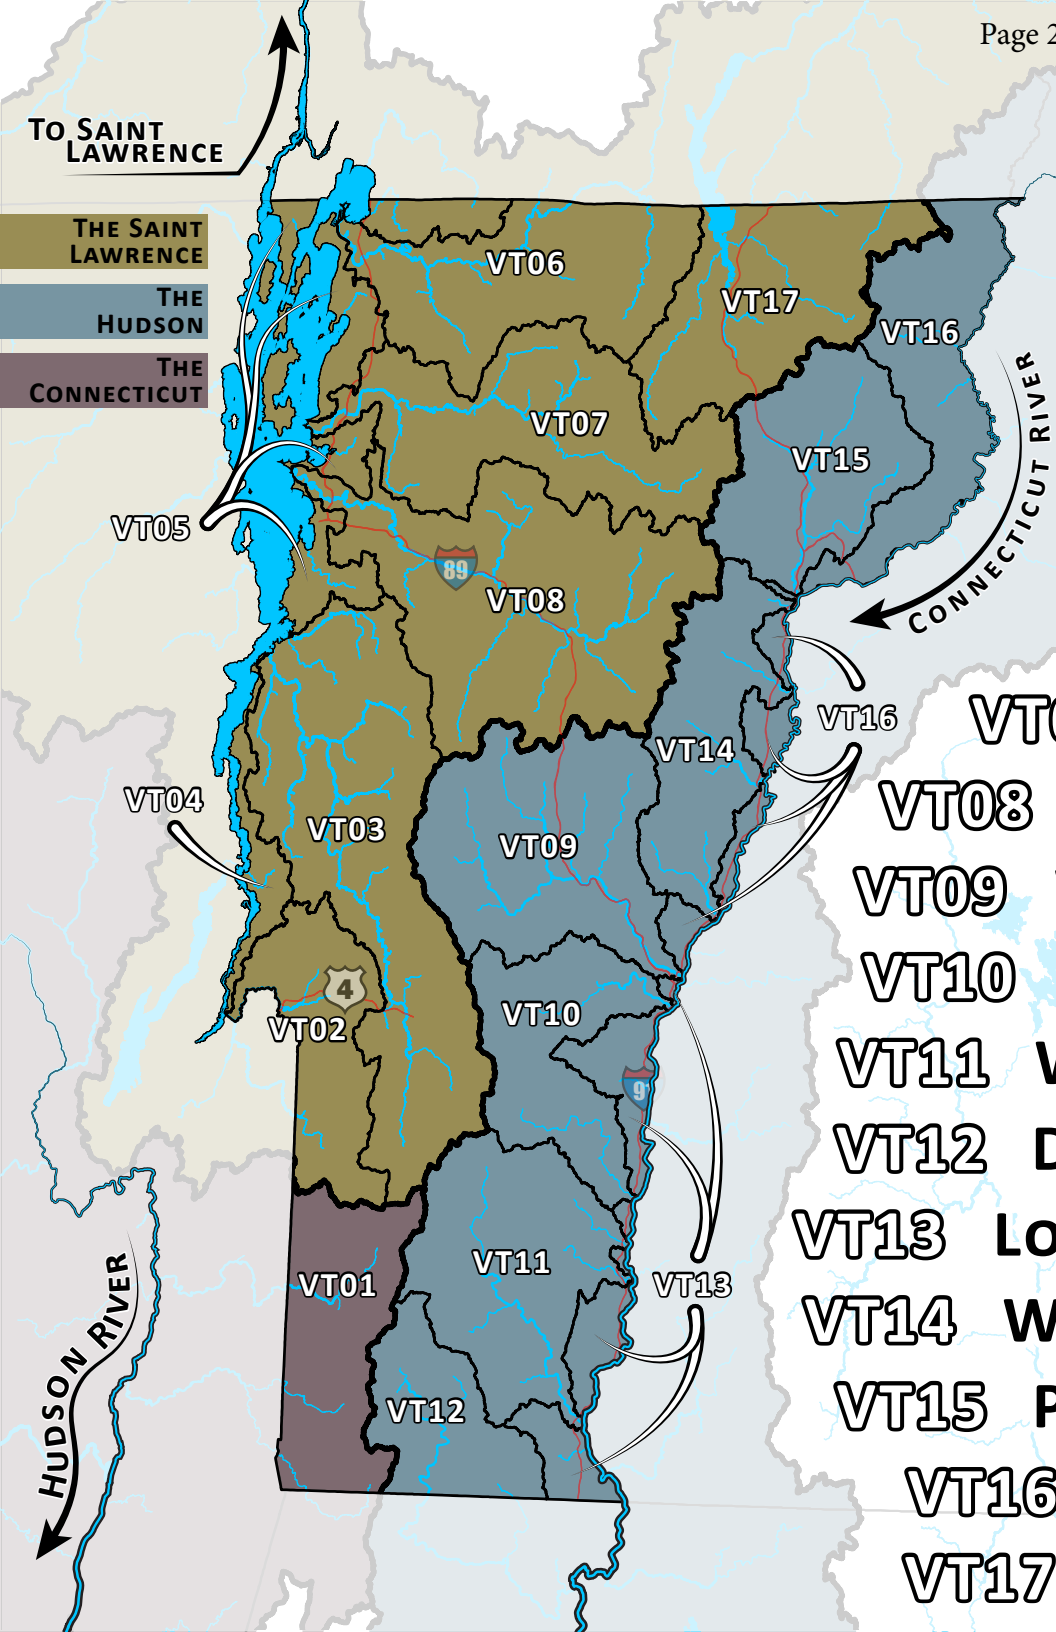 Page 2
TO SAINT
LAWRENCE
THE SAINT
LAWRENCE
THE
HUDSON
THE
CONNECTICUT
VT06
VT17
VT16
VT07
VT15
VT05
89
VT08
CONNECTICUT RIVER
VT16
VT14
VT04
VT03
VT09
4
VT02
VT10
91
VT11
VT01
VT13
VT12
HUDSON RIVER
VT0
VT08
VT09
VT10
VT11
VT12 D
VT13 LO
VT14 W
VT15 P
VT16
VT17